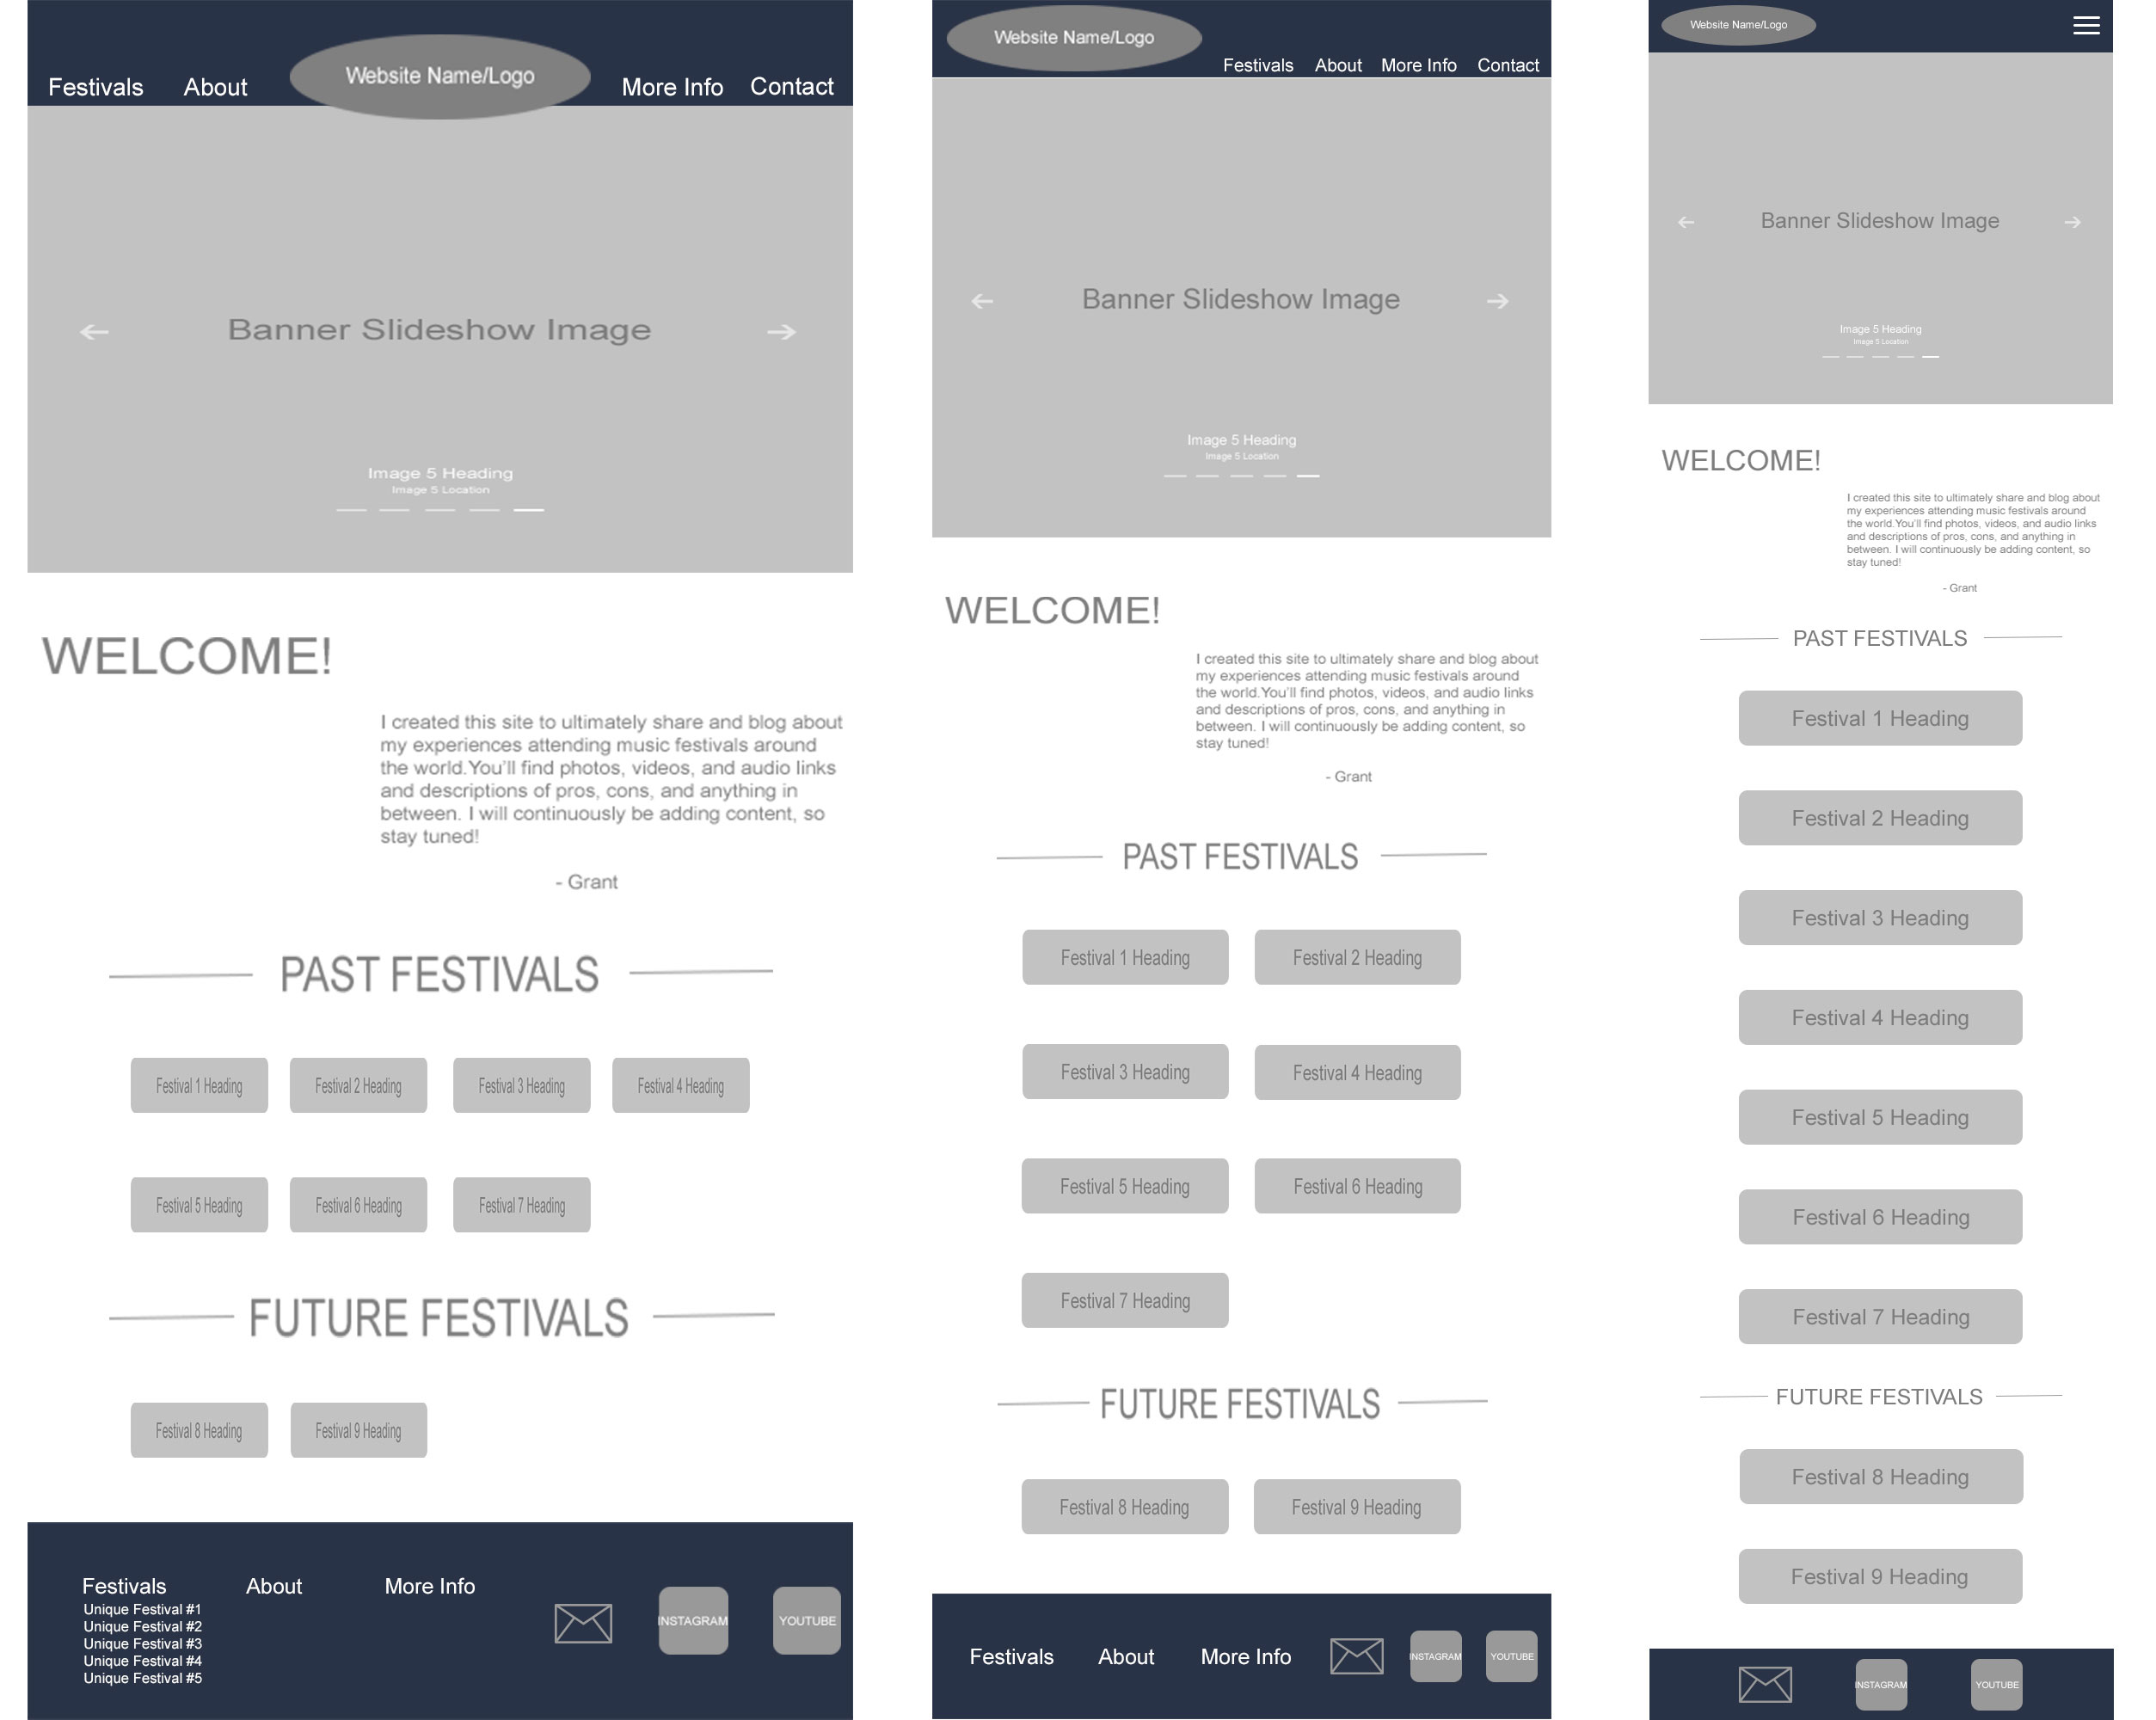 Festivals
About
Website Name/Logo
More Info
Contact
Banner Slideshow Image
Image 5 Heading
Image 5 Location
WELCOME!
I created this site to ultimately share and blog about
my experiences attending music festivals around
the world.You'll find photos, videos, and audio links
and descriptions of pros, cons, and anything in
between. I will continuously be adding content, so
stay tuned!
- Grant
PAST FESTIVALS
Festival 1 Heading
Festival 2 Heading
Festival 3 Heading
Festival 4 Heading
Festival 5 Heading
Festival 6 Heading
Festival 7 Heading
FUTURE FESTIVALS
Festival 8 Heading
Festival 9 Heading
Festivals
Unique Festival #1
Unique Festival #2
Unique Festival #3
Unique Festival #4
Unique Festival #5
About
More Info
INSTAGRAM
YOUTUBE
Website Name/Logo
Festivals
About
More Info
Contact
Banner Slideshow Image
Image 5 Heading
Image 5 Location
WELCOME!
I created this site to ultimately share and blog about
my experiences attending music festivals around
the world.You'll find photos, videos, and audio links
and descriptions of pros, cons, and anything in
between. I will continuously be adding content, so
stay tuned!
- Grant
PAST FESTIVALS
Festival 1 Heading
Festival 2 Heading
Festival 3 Heading
Festival 4 Heading
Festival 5 Heading
Festival 6 Heading
Festival 7 Heading
FUTURE FESTIVALS
Festival 8 Heading
Festival 9 Heading
Festivals
About
More Info
INSTAGRAM
YOUTUBE
Website Name/Logo
Banner Slideshow Image
Image 5 Heading
Image 5 Location
WELCOME!
I created this site to ultimately share and blog about
my experiences attending music festivals around
the world.You'll find photos, videos, and audio links
and descriptions of pros, cons, and anything in
between. I will continuously be adding content, so
stay tuned!
- Grant
PAST FESTIVALS
Festival 1 Heading
Festival 2 Heading
Festival 3 Heading
Festival 4 Heading
Festival 5 Heading
Festival 6 Heading
Festival 7 Heading
FUTURE FESTIVALS
Festival 8 Heading
Festival 9 Heading
INSTAGRAM
YOUTUBE